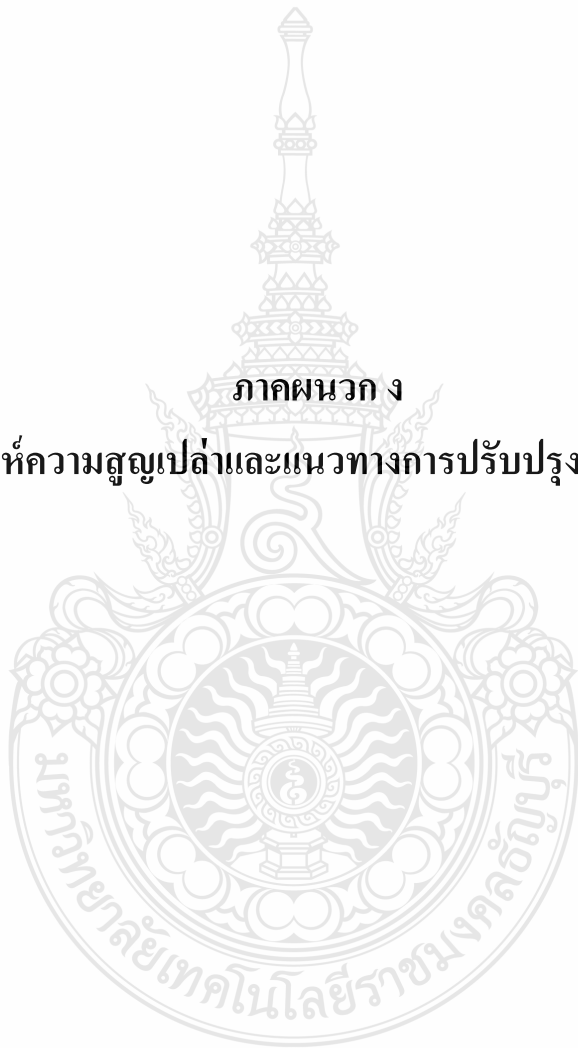 ภาคผนวก ง
ห์ความสูญเปล่าและแนวทางการปรับปรุง
มหาวิทยาลัยเทคโนโลยีราชมงคลธัญบุรี